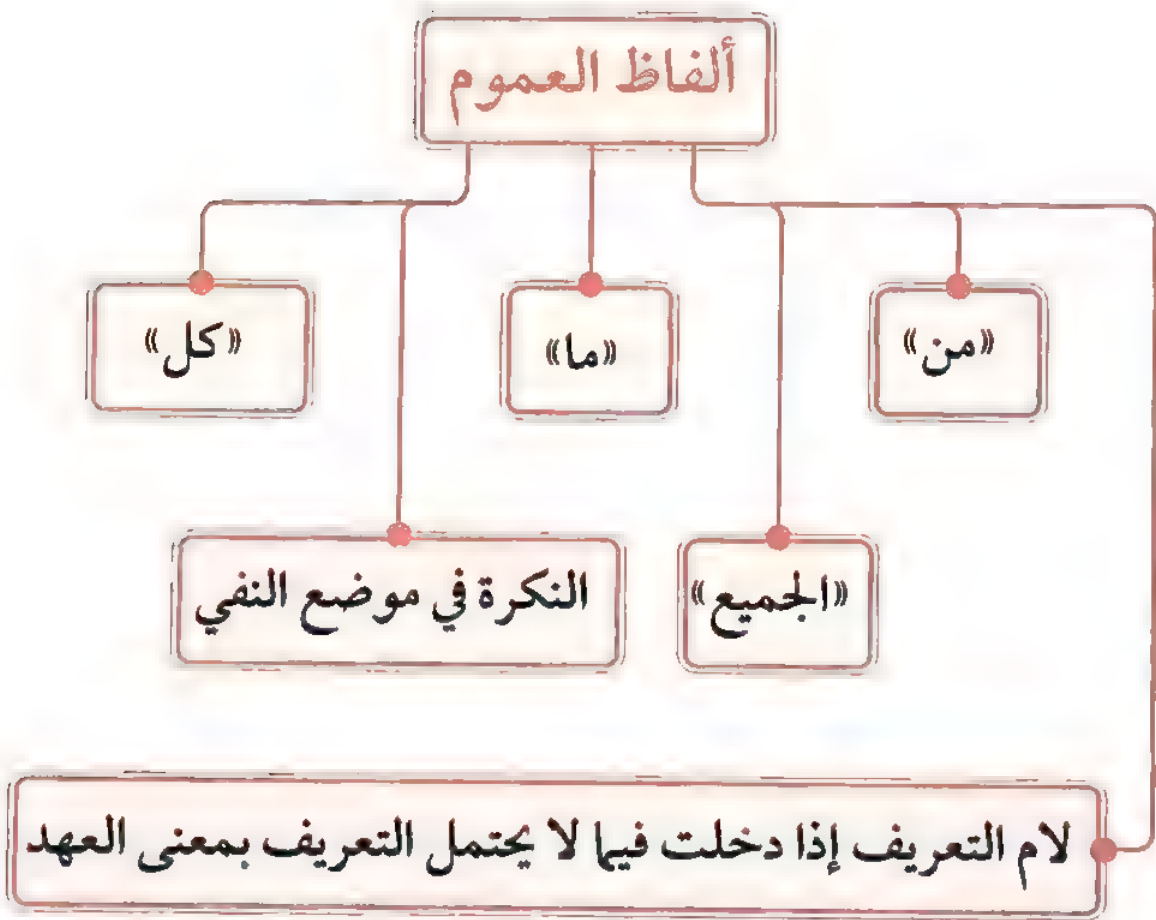 ألفاظ العموم
«من»
«ما»
«كل»
«الجميع»
النكرة في موضع النفي
لام التعريف إذا دخلت فيما لا يحتمل التعريف بمعنى العهد